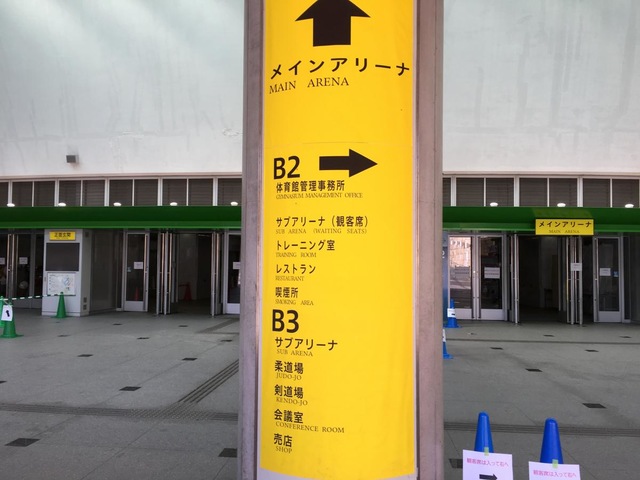 メインアリーナ
MAIN ARENA
B2
体育館管理事務所
GYMNASIUM MANAGEMENT OFFICE
サブアリーナ（観客席）
SUB ARENA (WAITING SEATS)
トレーニング室
TRAINING ROOM
レストラン
RESTAURANT
喫煙所
SMOKING AREA
B3
サブアリーナ
SUB ARENA
柔道場
JUDO-JO
剣道場
KENDO-JO
会議室
CONFERENCE ROOM
売店
SHOP
メインアリーナ
MAIN ARENA
正面玄関